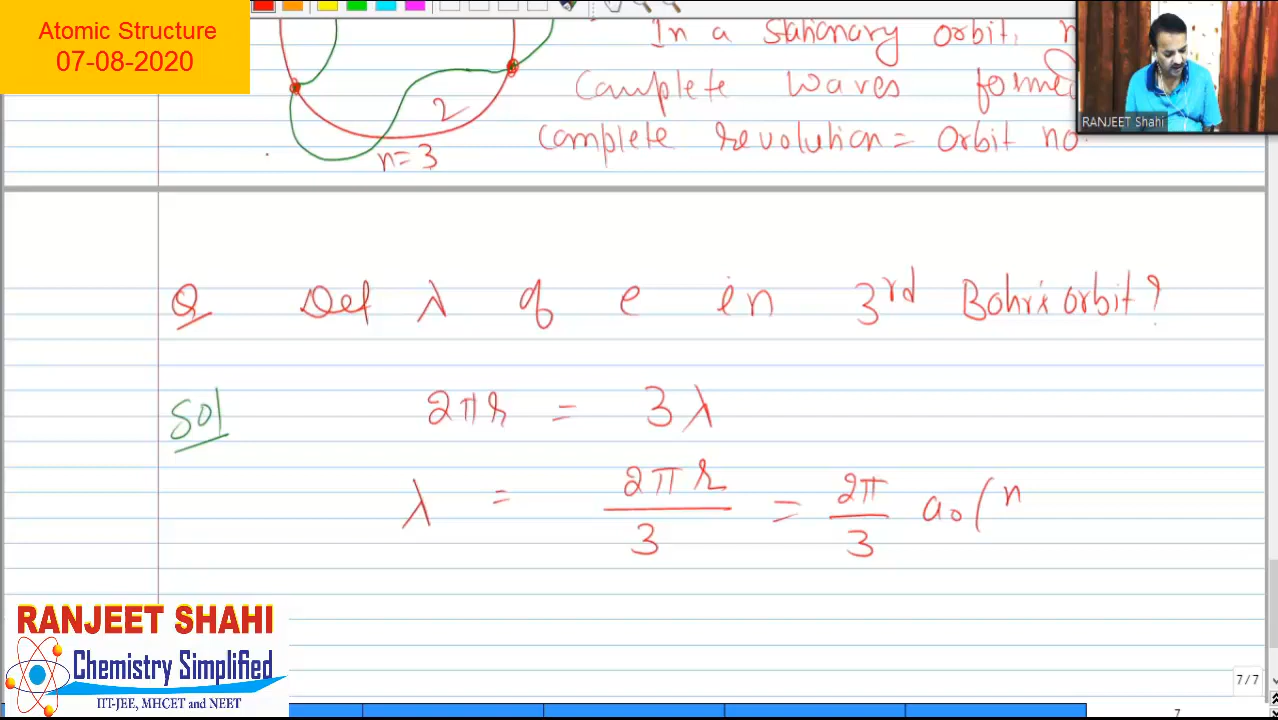 Atomic Structure
07-08-2020
In a stationary orbit,
Complete waves formed
2
Complete revolution = orbit no.
n=3
RANJEET Shahi
Q Def λ of e in 3rd Bohr's orbit?
Sol 2πr = 3λ
λ = 2πr/3 = 2π/3 a₀(n
RANJEET SHAHI
Chemistry Simplified
IIT-JEE, MHCET and NEET
7/7
7